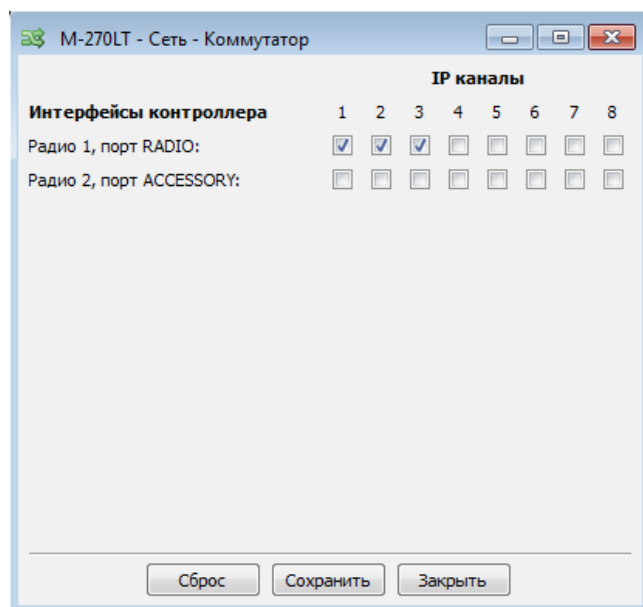 M-270LT - Сеть - Коммутатор
IP каналы
Интерфейсы контроллера 1 2 3 4 5 6 7 8
Радио 1, порт RADIO:
Радио 2, порт ACCESSORY:
Сброс Сохранить Закрыть